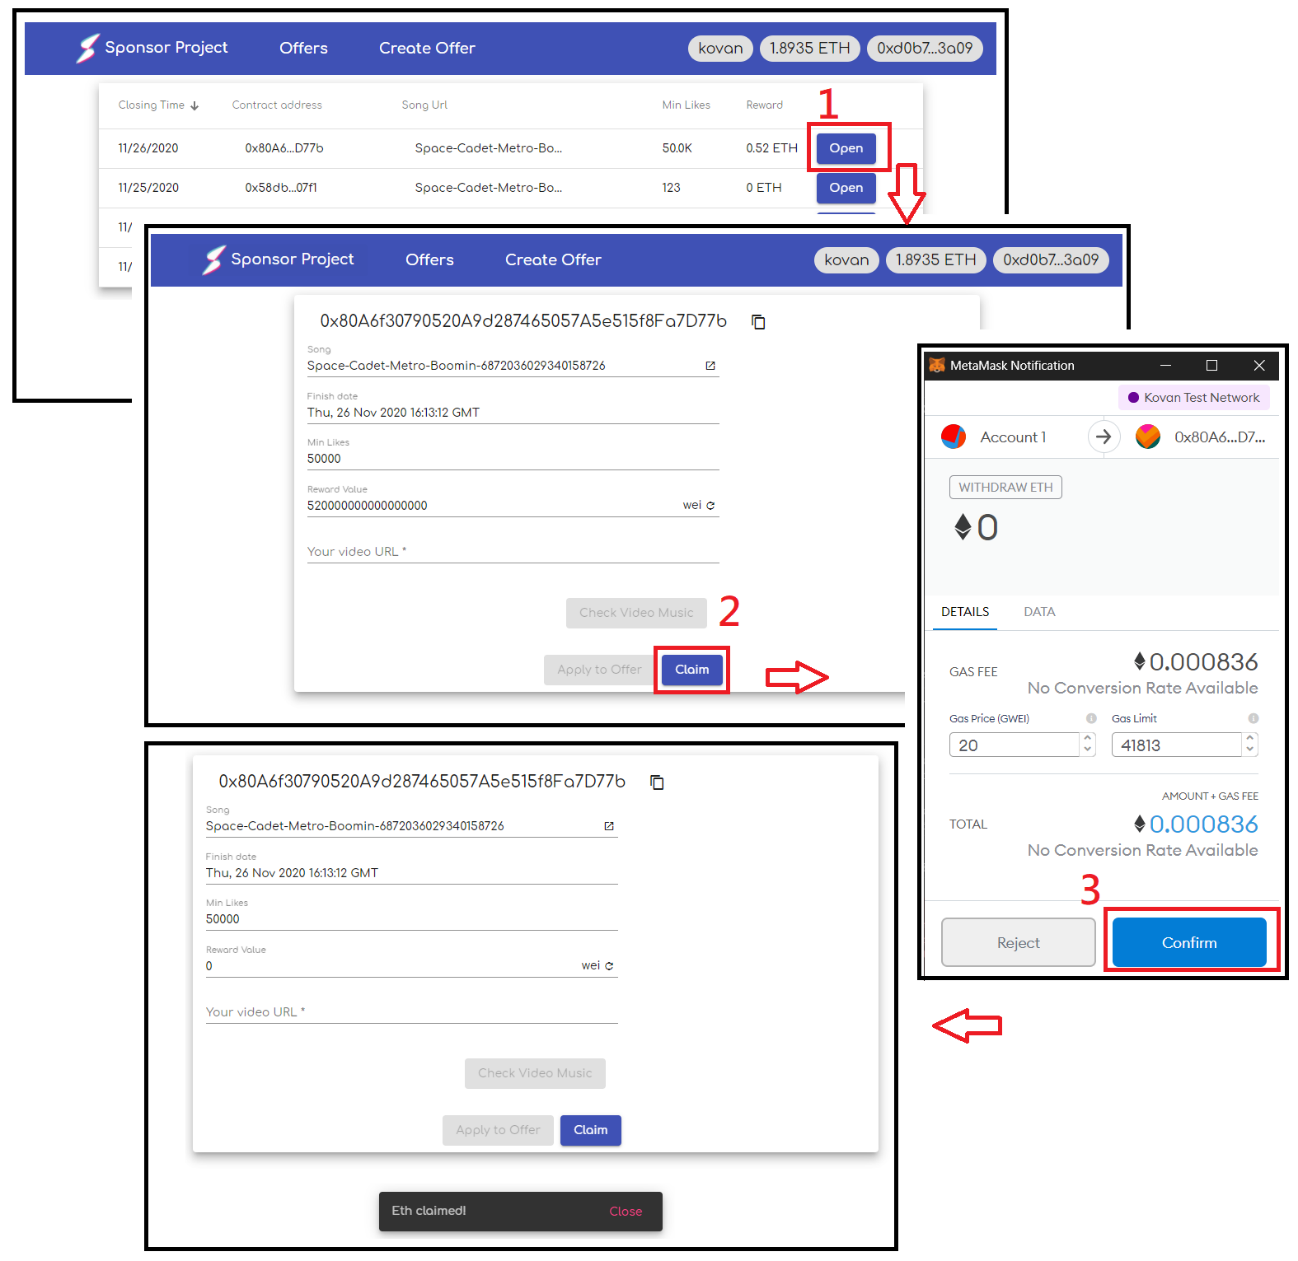 Sponsor Project Offers Create Offer kovan 1.8935 ETH 0xd0b7...3a09
Closing Time Contract address Song Url Min Likes Reward 1
11/26/2020 0x80A6...D77b Space-Cadet-Metro-Bo... 50.0K 0.52 ETH Open
11/25/2020 0x58db...07f1 Space-Cadet-Metro-Bo... 123 0 ETH Open
11/
11/
Sponsor Project Offers Create Offer kovan 1.8935 ETH 0xd0b7...3a09
0x80A6f30790520A9d287465057A5e515f8Fa7D77b
Song
Space-Cadet-Metro-Boomin-6872036029340158726
Finish date
Thu, 26 Nov 2020 16:13:12 GMT
Min Likes
50000
Reward Value
520000000000000000 wei
Your video URL *
Check Video Music 2
Apply to Offer Claim
MetaMask Notification
Kovan Test Network
Account 1 0x80A6...D7...
WITHDRAW ETH
0
DETAILS DATA
GAS FEE 0.000836
No Conversion Rate Available
Gas Price (GWEI) Gas Limit
20 41813
AMOUNT + GAS FEE
TOTAL 0.000836
No Conversion Rate Available
3
Reject Confirm
0x80A6f30790520A9d287465057A5e515f8Fa7D77b
Song
Space-Cadet-Metro-Boomin-6872036029340158726
Finish date
Thu, 26 Nov 2020 16:13:12 GMT
Min Likes
50000
Reward Value
0 wei
Your video URL *
Check Video Music
Apply to Offer Claim
Eth claimed! Close